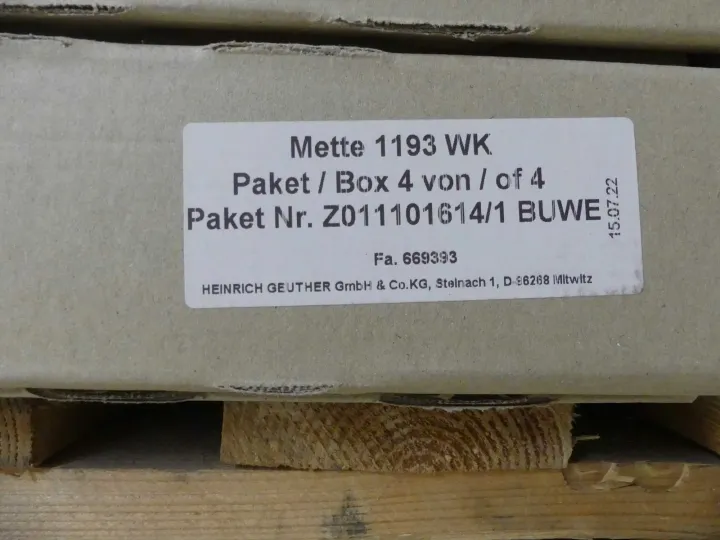 Mette 1193 WK
Paket / Box 4 von / of 4
Paket Nr. Z011101614/1 BUWE
15.07.22
Fa. 669393
HEINRICH GEUTHER GmbH & Co.KG, Steinach 1, D-96268 Mitwitz